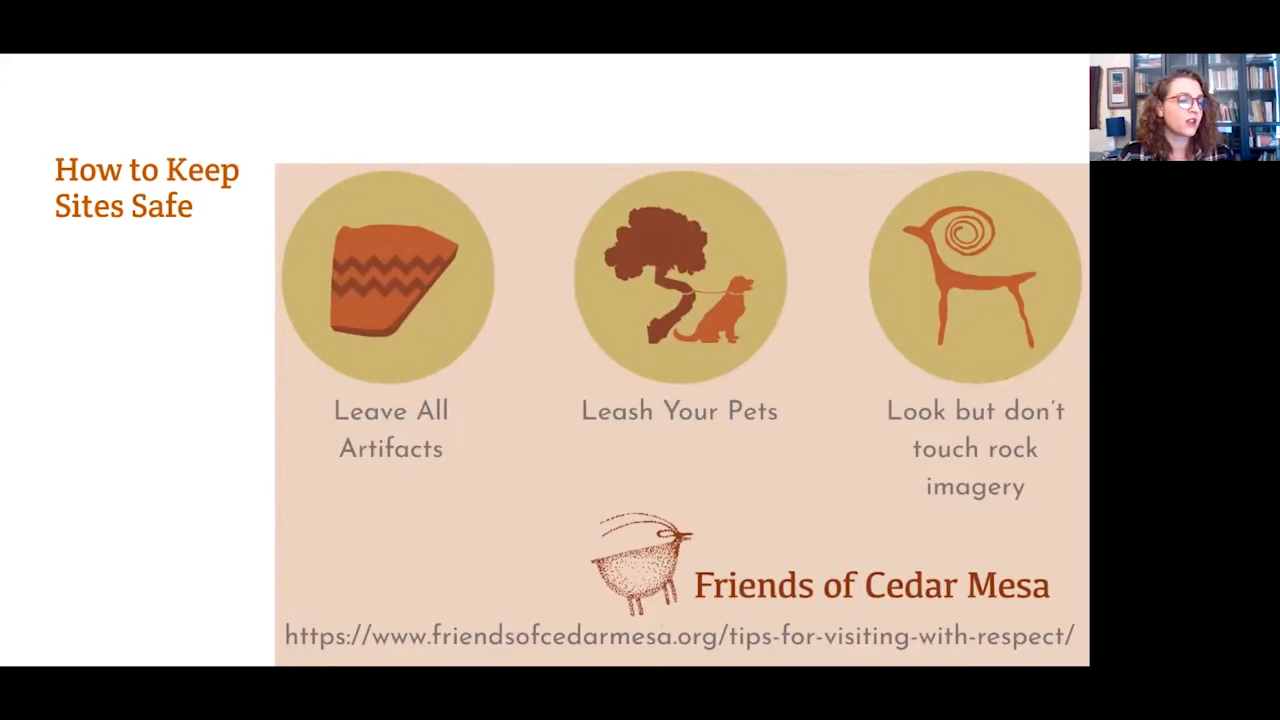 How to Keep
Sites Safe
Leave All
Artifacts
Leash Your Pets
Look but don't
touch rock
imagery
Friends of Cedar Mesa
https://www.friendsofcedarmesa.org/tips-for-visiting-with-respect/